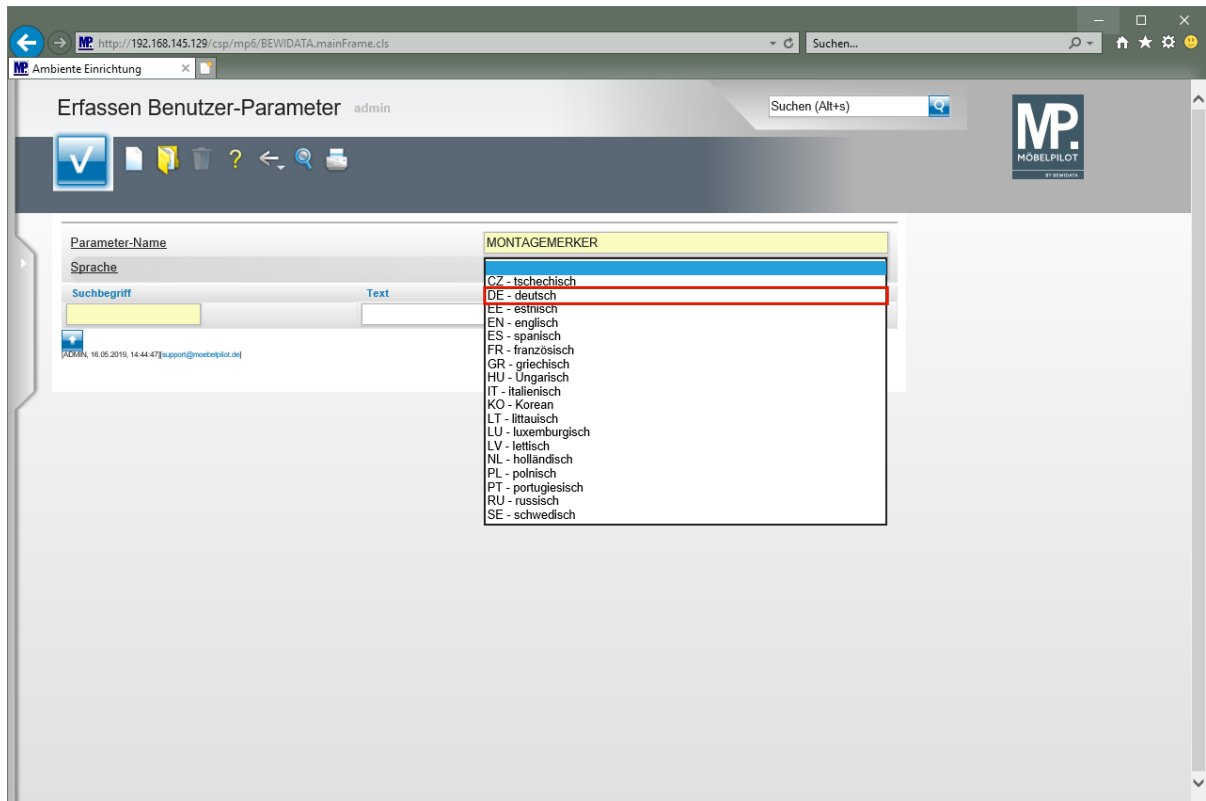 http://192.168.145.129/csp/mp6/BEWIDATA.mainFrame.cls
Suchen...
MP. Ambiente Einrichtung
Erfassen Benutzer-Parameter admin
Suchen (Alt+s)
MP.
MÖBELPILOT
BY BEWIDATA
Parameter-Name
MONTAGEMERKER
Sprache
Suchbegriff Text
CZ - tschechisch
DE - deutsch
EE - estnisch
EN - englisch
ES - spanisch
FR - französisch
GR - griechisch
HU - Ungarisch
IT - italienisch
KO - Korean
LT - littauisch
LU - luxemburgisch
LV - lettisch
NL - holländisch
PL - polnisch
PT - portugiesisch
RU - russisch
SE - schwedisch
[ADMIN, 16.05.2019, 14:44:47][support@moebelpilot.de]